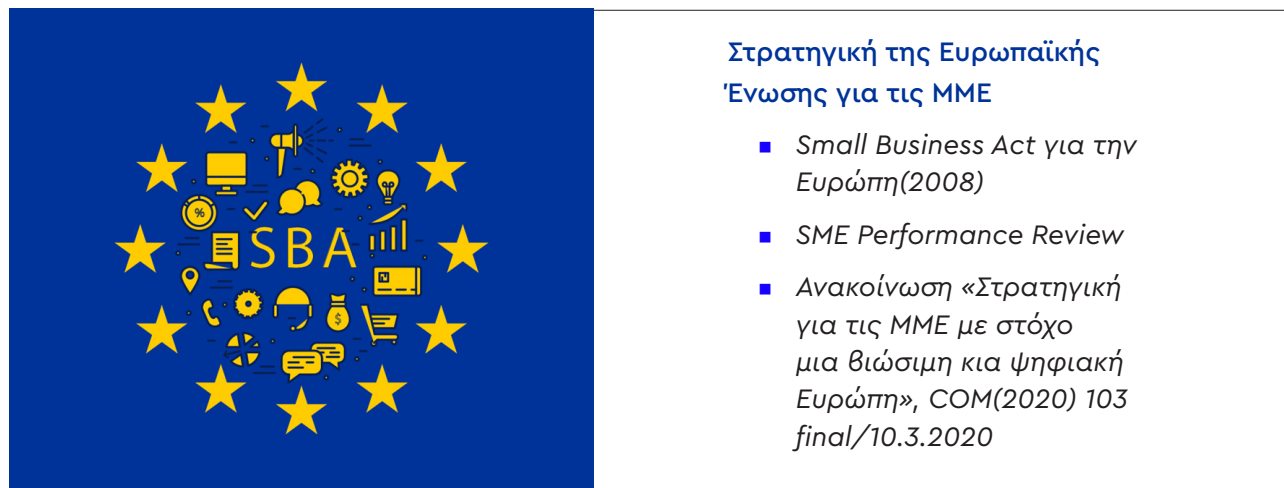 %
SBA
$
Στρατηγική της Ευρωπαϊκής
Ένωσης για τις ΜΜΕ
Small Business Act για την
Ευρώπη(2008)
SME Performance Review
Ανακοίνωση «Στρατηγική
για τις ΜΜΕ με στόχο
μια βιώσιμη κια ψηφιακή
Ευρώπη», COM(2020) 103
final/10.3.2020